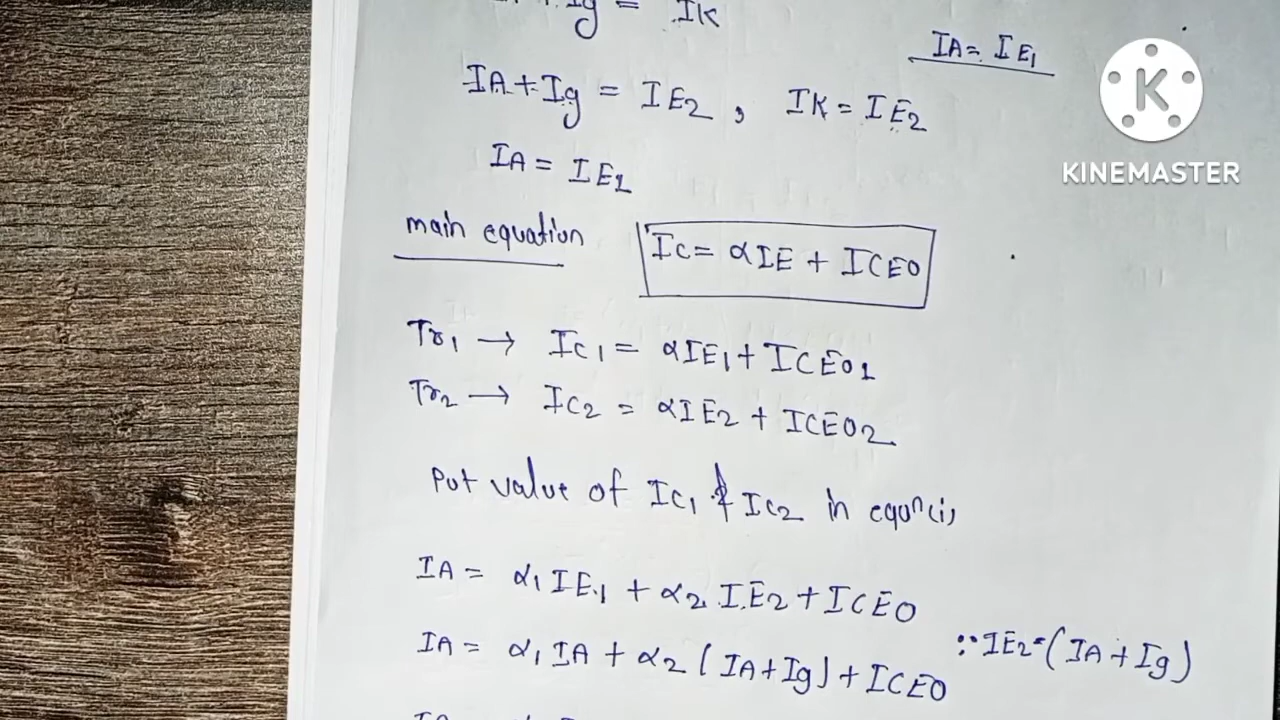 Ig = IK
IA = IE1
IA + Ig = IE2 , IK = IE2
IA = IE1
main equation IC = αIE + ICEO
Tr1 → IC1 = αIE1 + ICEO1
Tr2 → IC2 = αIE2 + ICEO2
Put value of IC1 & IC2 in equn(i)
IA = α1 IE1 + α2 IE2 + ICEO
IA = α1 IA + α2 (IA + Ig) + ICEO ∵ IE2 = (IA + Ig)
K
KINEMASTER